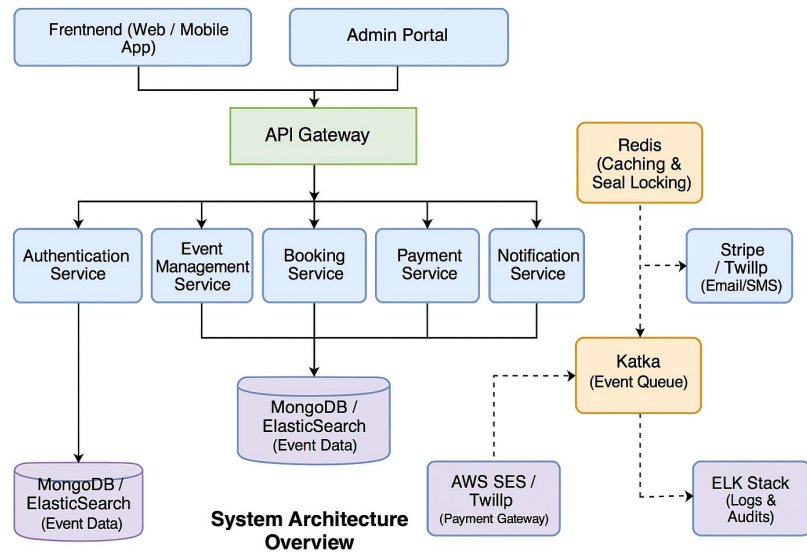 Frentnend (Web / Mobile
App)
Admin Portal
API Gateway
Redis
(Caching &
Seal Locking)
Authentication
Service
Event
Management
Service
Booking
Service
Payment
Service
Notification
Service
Stripe
/ Twillp
(Email/SMS)
Katka
(Event Queue)
MongoDB /
ElasticSearch
(Event Data)
MongoDB /
ElasticSearch
(Event Data)
AWS SES /
Twillp
(Payment Gateway)
ELK Stack
(Logs &
Audits)
System Architecture
Overview